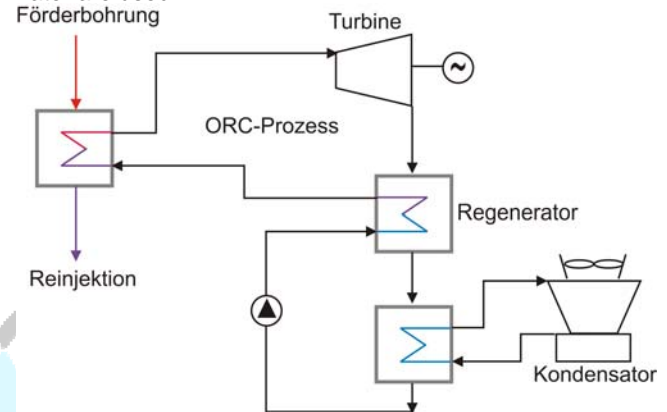 Förderbohrung
Turbine
ORC-Prozess
Regenerator
Reinjektion
Kondensator